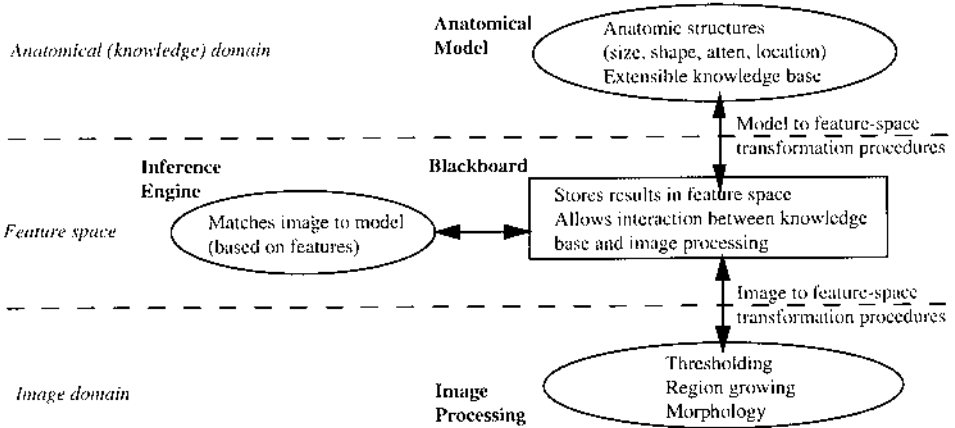 Anatomical (knowledge) domain
Anatomical
Model
Anatomic structures
(size, shape, atten, location)
Extensible knowledge base
Model to feature-space
transformation procedures
Inference
Engine
Blackboard
Feature space
Matches image to model
(based on features)
Stores results in feature space
Allows interaction between knowledge
base and image processing
Image to feature-space
transformation procedures
Image domain
Image
Processing
Thresholding
Region growing
Morphology